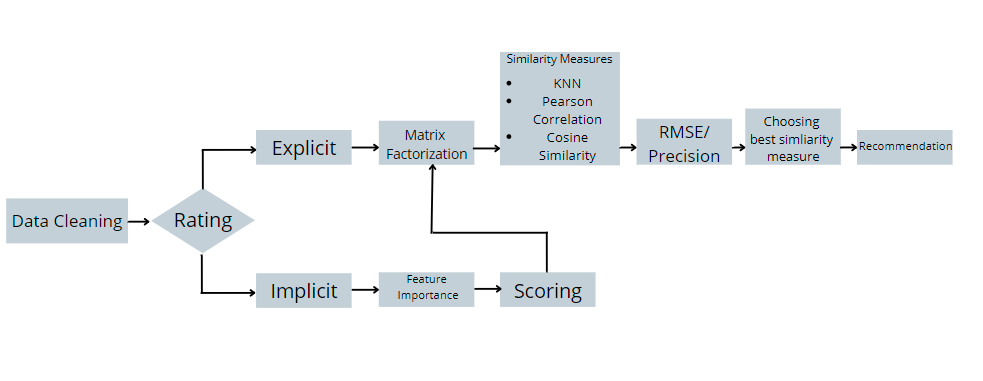 Similarity Measures
• KNN
• Pearson
Correlation
• Cosine
Similarity
Explicit
Matrix
Factorization
RMSE/
Precision
Choosing
best simliarity
measure
Recommendation
Data Cleaning
Rating
Implicit
Feature
Importance
Scoring